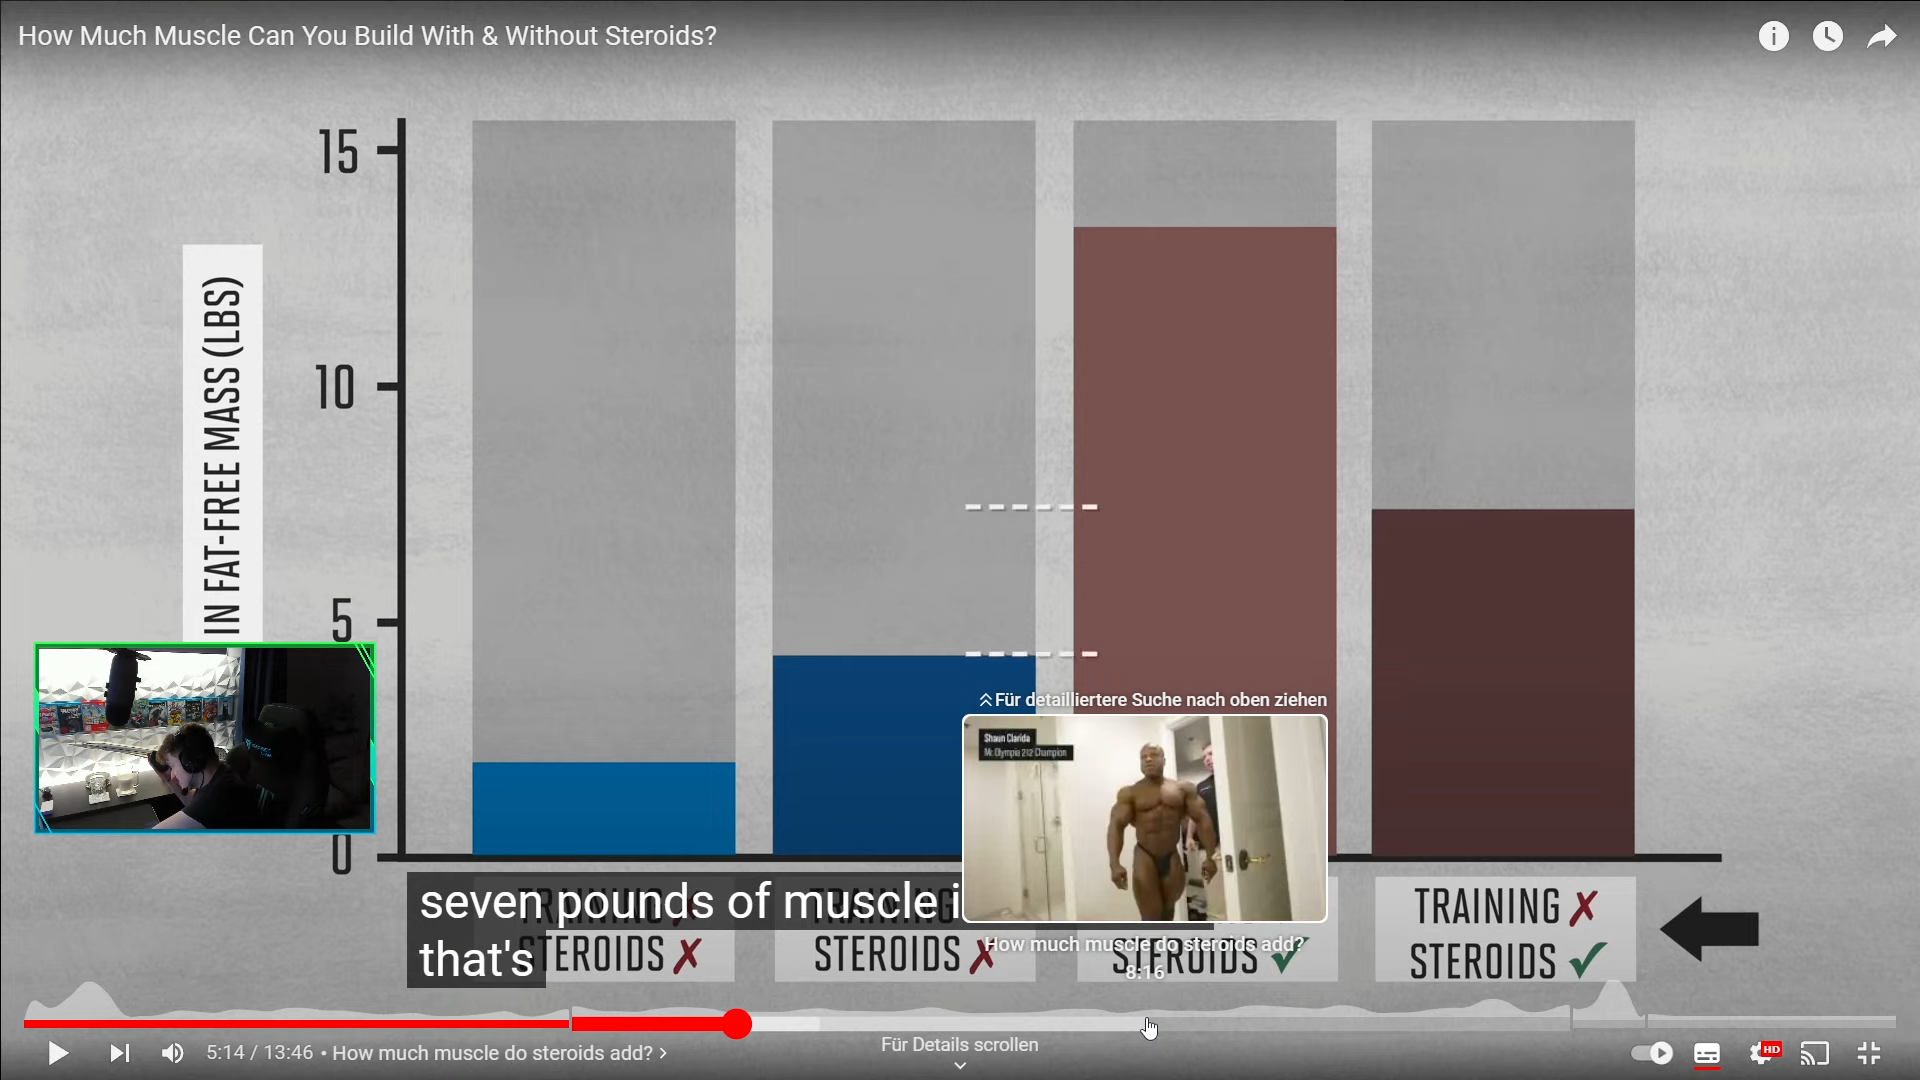 How Much Muscle Can You Build With & Without Steroids?
15
10
5
0
IN FAT-FREE MASS (LBS)
Für detailliertere Suche nach oben ziehen
Shaun Clarida
Mr. Olympia 212 Champion
How much muscle do steroids add?
8:16
seven pounds of muscle i
that's
TRAINING ✗
STEROIDS ✗
TRAINING
STEROIDS ✗
STEROIDS ✓
TRAINING ✗
STEROIDS ✓
5:14 / 13:46 • How much muscle do steroids add? ›
Für Details scrollen
HD